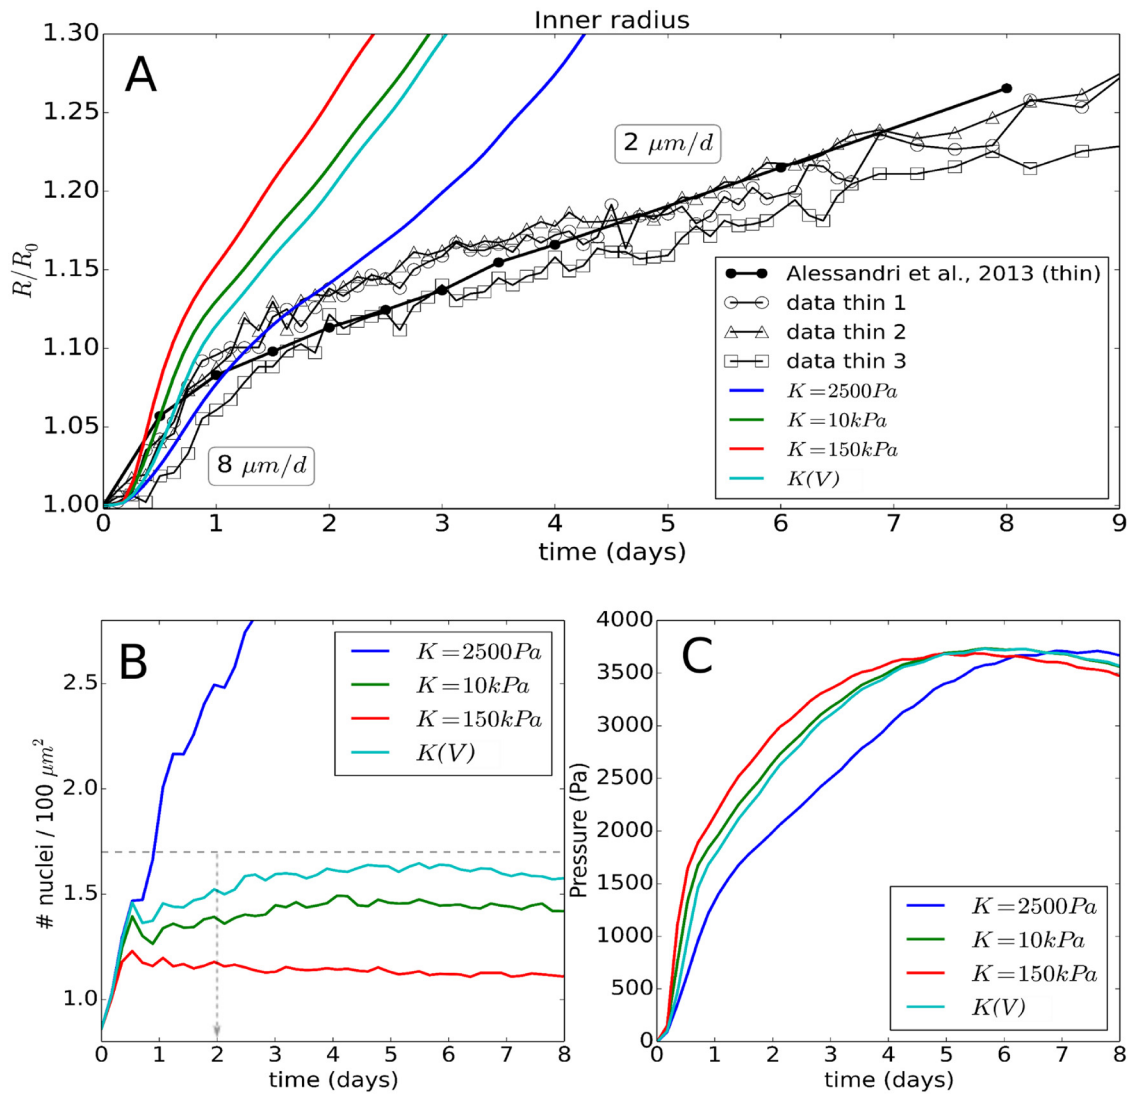 Inner radius
A
1.30
1.25
1.20
1.15
1.10
1.05
1.00
R/R0
2 μm/d
8 μm/d
Alessandri et al., 2013 (thin)
data thin 1
data thin 2
data thin 3
K=2500Pa
K=10kPa
K=150kPa
K(V)
0 1 2 3 4 5 6 7 8 9
time (days)
B
2.5
2.0
1.5
1.0
# nuclei / 100 μm²
K=2500Pa
K=10kPa
K=150kPa
K(V)
0 1 2 3 4 5 6 7 8
time (days)
C
4000
3500
3000
2500
2000
1500
1000
500
0
Pressure (Pa)
K=2500Pa
K=10kPa
K=150kPa
K(V)
0 1 2 3 4 5 6 7 8
time (days)